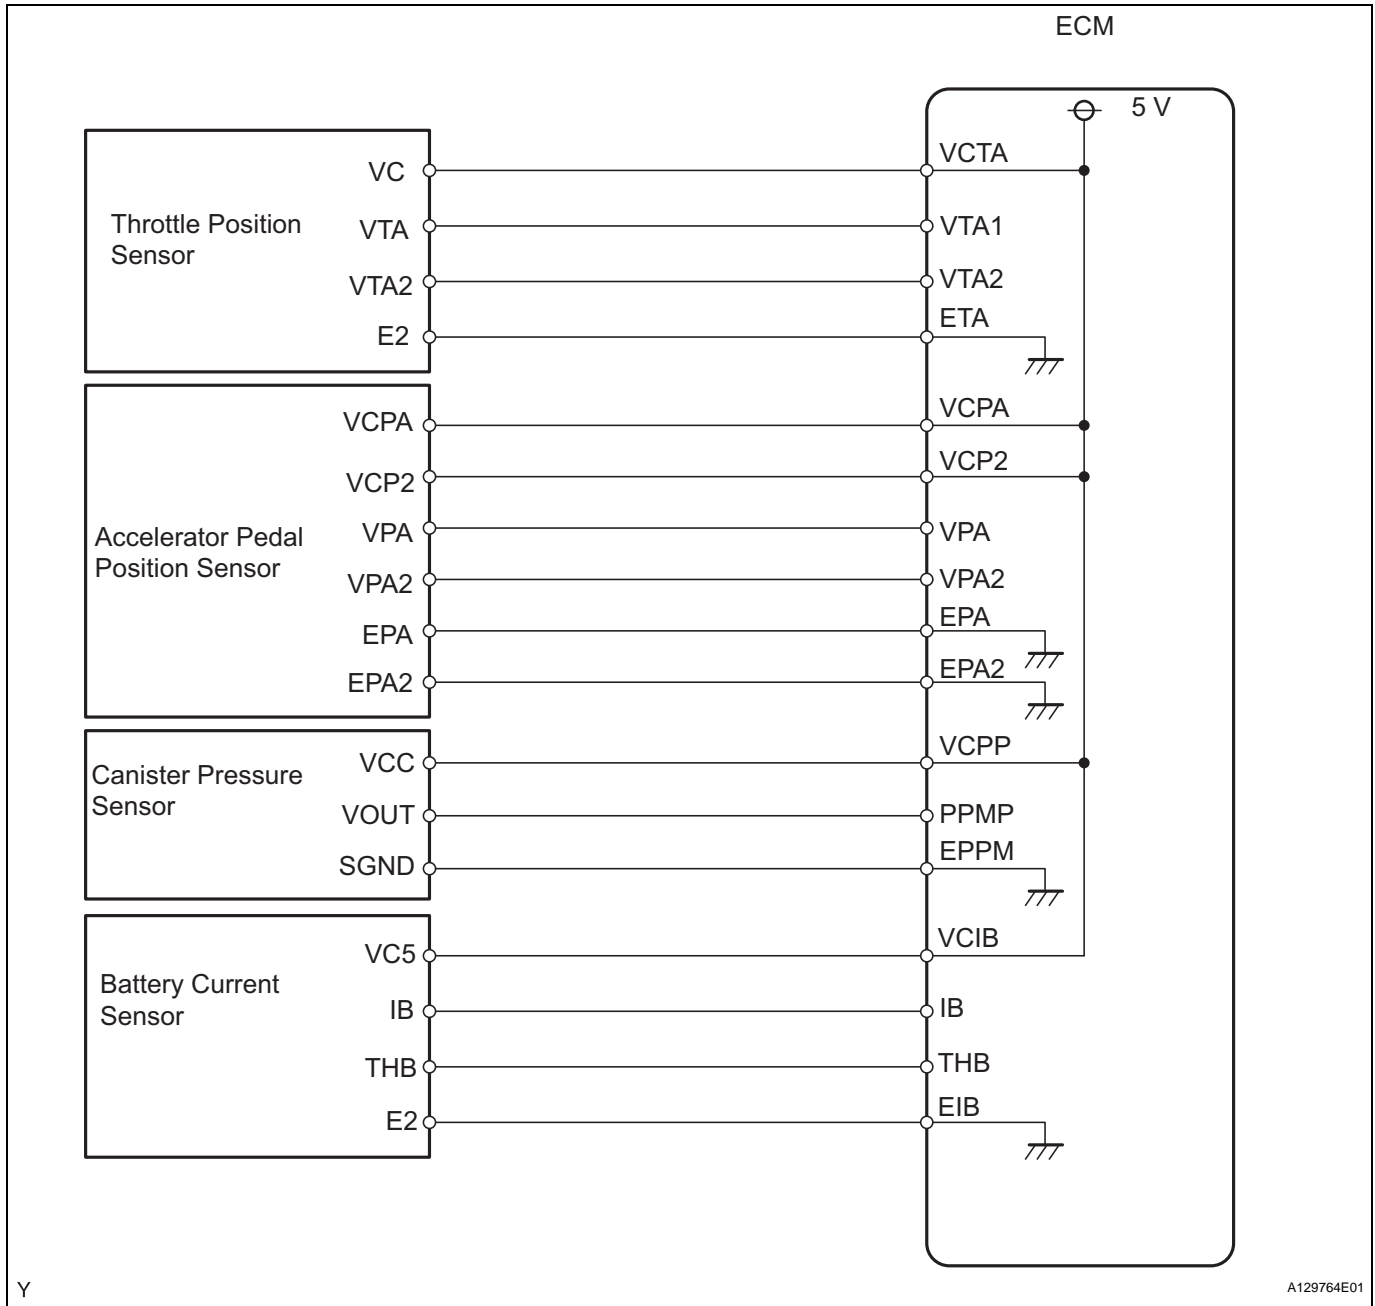 ECM
5 V
Throttle Position
Sensor
VC
VTA
VTA2
E2
VCTA
VTA1
VTA2
ETA
Accelerator Pedal
Position Sensor
VCPA
VCP2
VPA
VPA2
EPA
EPA2
VCPA
VCP2
VPA
VPA2
EPA
EPA2
Canister Pressure
Sensor
VCC
VOUT
SGND
VCPP
PPMP
EPPM
Battery Current
Sensor
VC5
IB
THB
E2
VCIB
IB
THB
EIB
Y
A129764E01